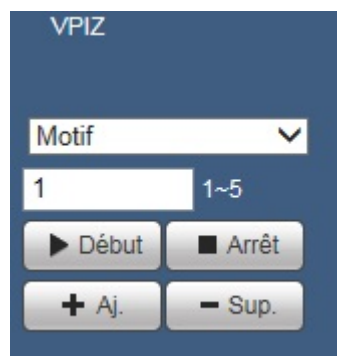 VPIZ
Motif
1 1~5
Début Arrêt
Aj. Sup.